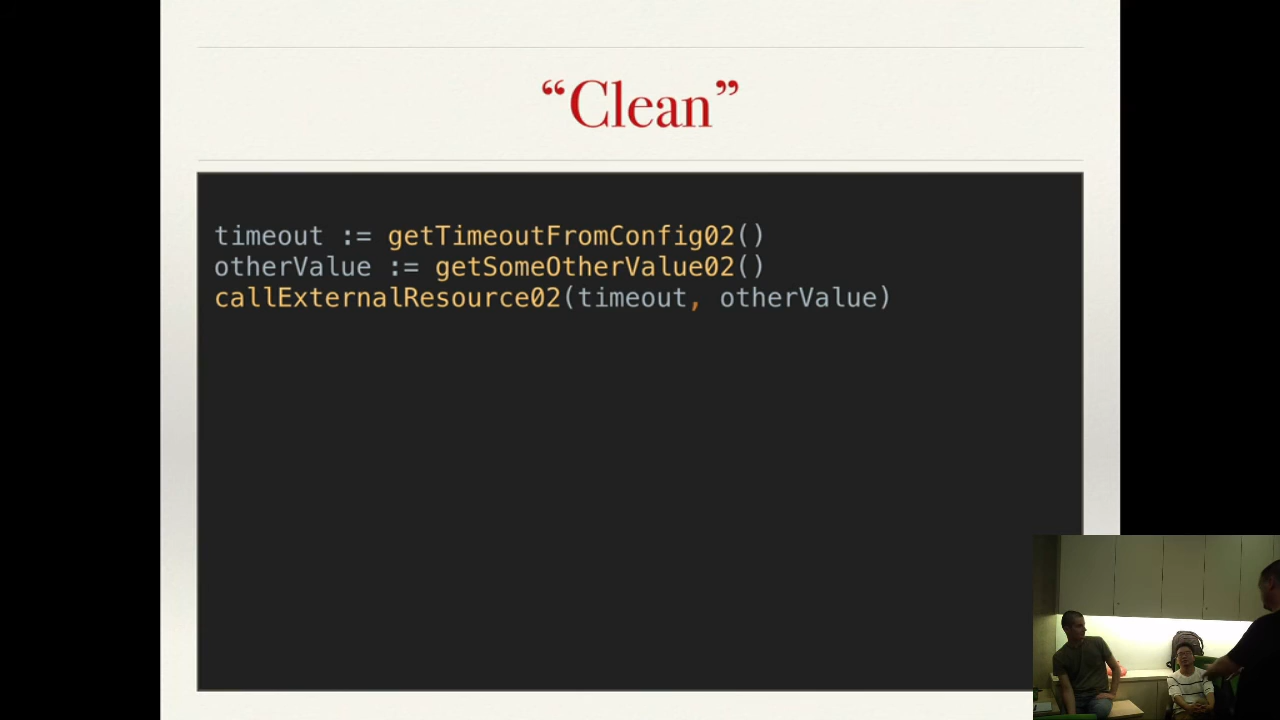 “Clean”
timeout := getTimeoutFromConfig02()
otherValue := getSomeOtherValue02()
callExternalResource02(timeout, otherValue)